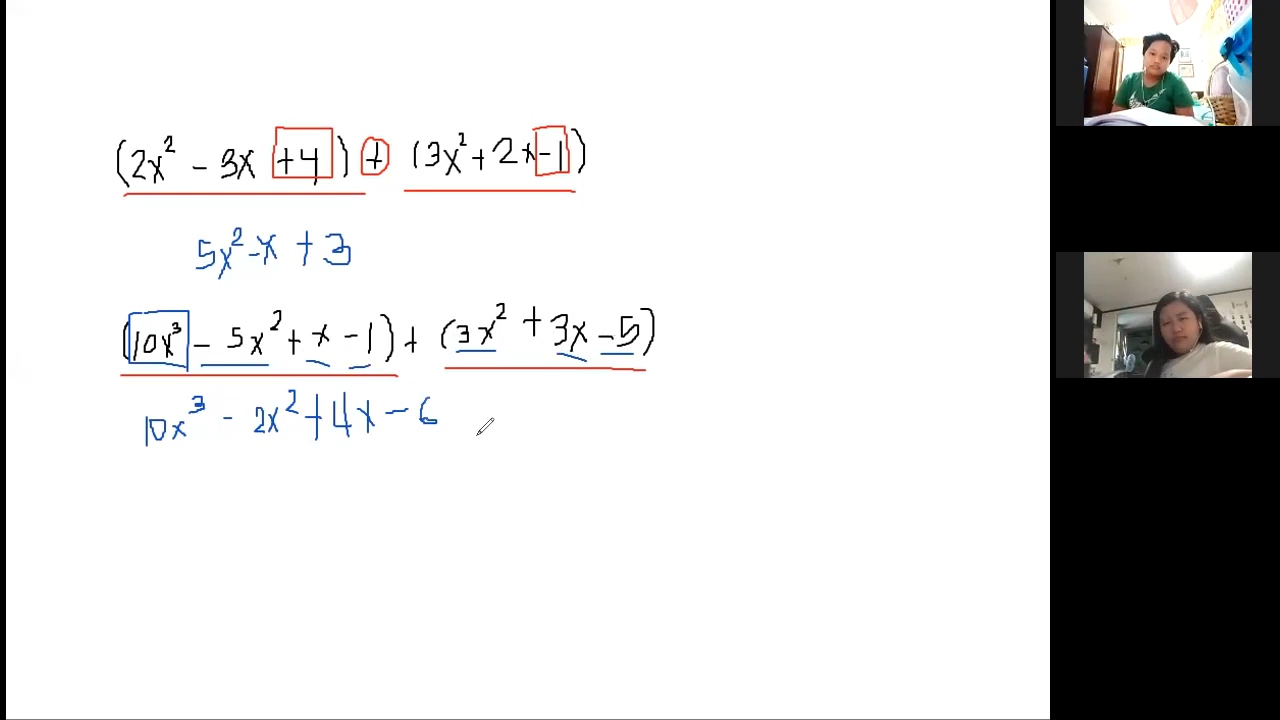 (2x² - 3x + 4) + (3x² + 2x - 1)
5x² - x + 3
(10x³ - 5x² + x - 1) + (3x² + 3x - 5)
10x³ - 2x² + 4x - 6